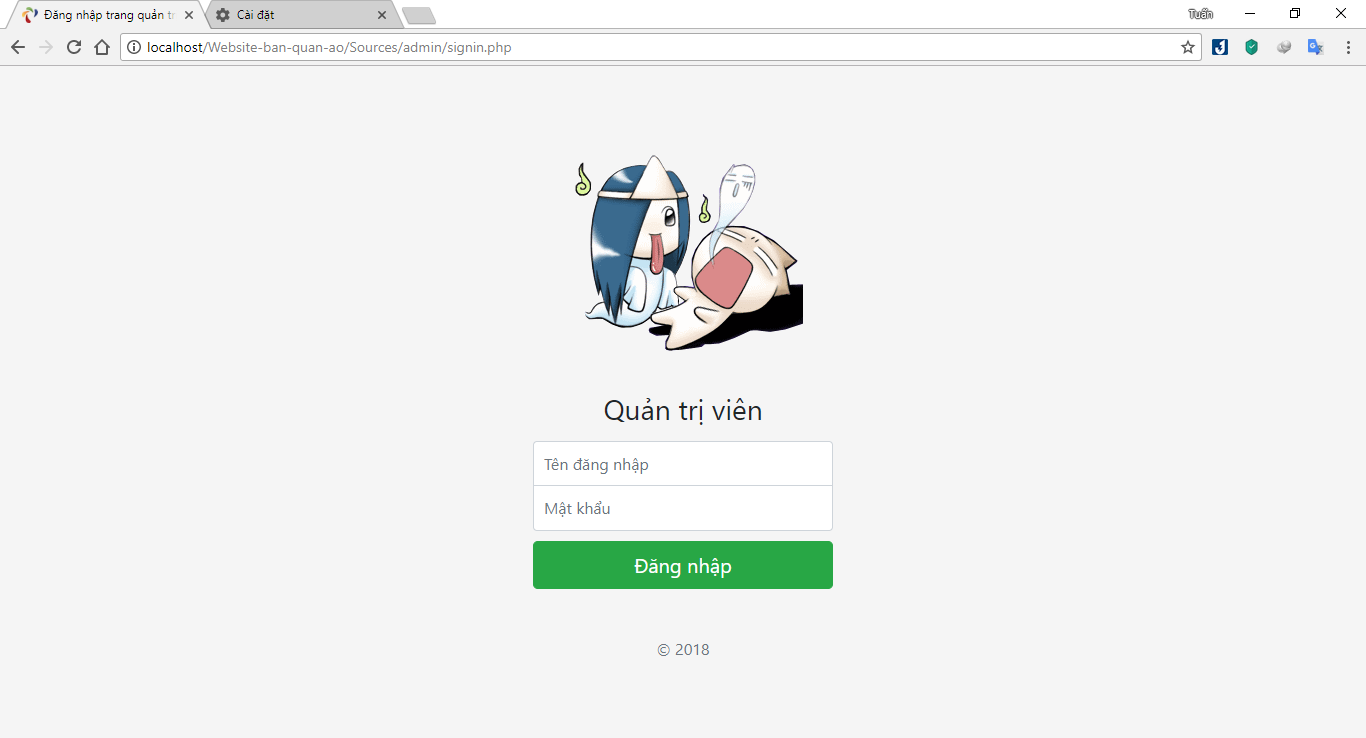 Đăng nhập trang quản tr
Cài đặt
Tuấn
localhost/Website-ban-quan-ao/Sources/admin/signin.php
Quản trị viên
Tên đăng nhập
Mật khẩu
Đăng nhập
© 2018